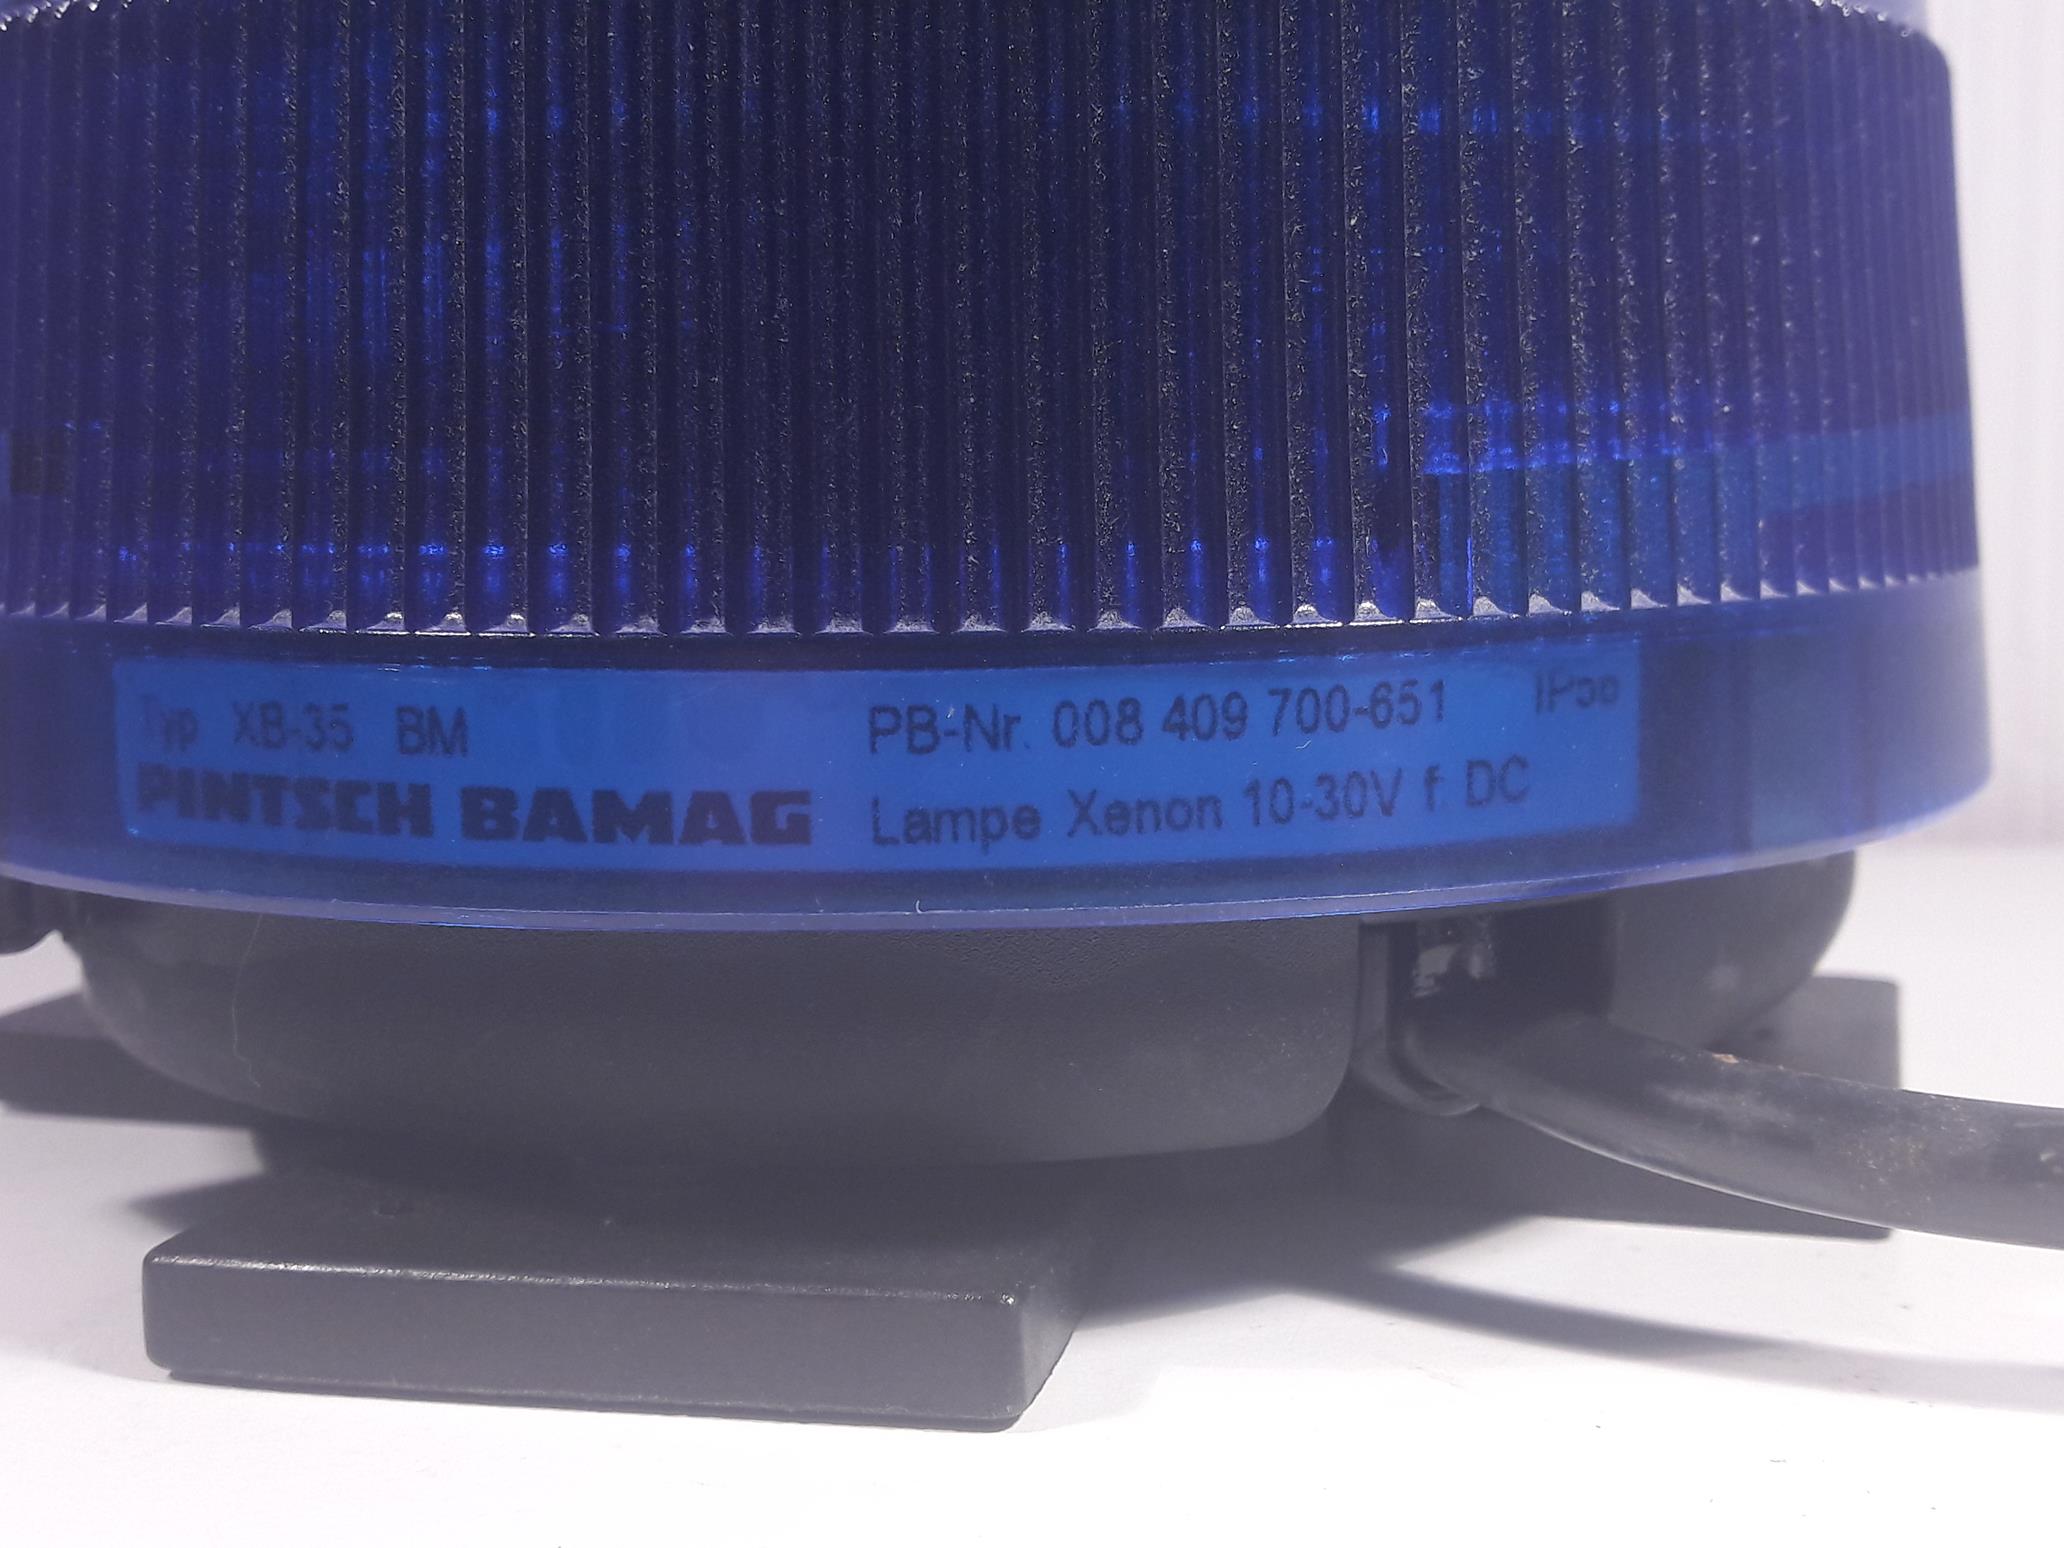 Typ XB-35 BM PB-Nr. 008 409 700-651
PINTSCH BAMAG Lampe Xenon 10-30V f DC